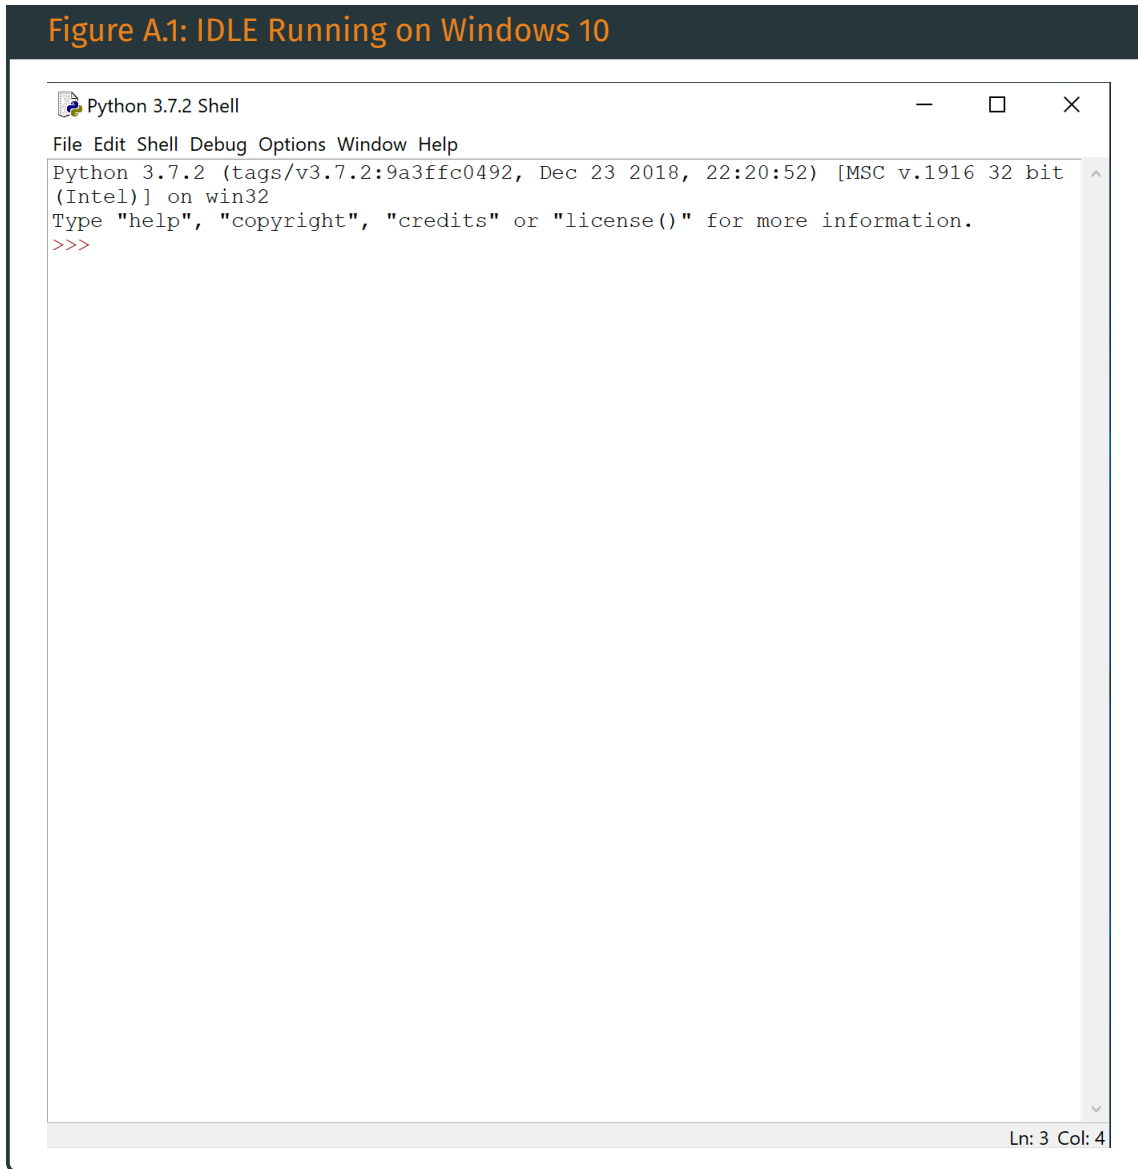 Figure A.1: IDLE Running on Windows 10
Python 3.7.2 Shell
File Edit Shell Debug Options Window Help
Python 3.7.2 (tags/v3.7.2:9a3ffc0492, Dec 23 2018, 22:20:52) [MSC v.1916 32 bit
(Intel)] on win32
Type "help", "copyright", "credits" or "license()" for more information.
>>>
Ln: 3 Col: 4